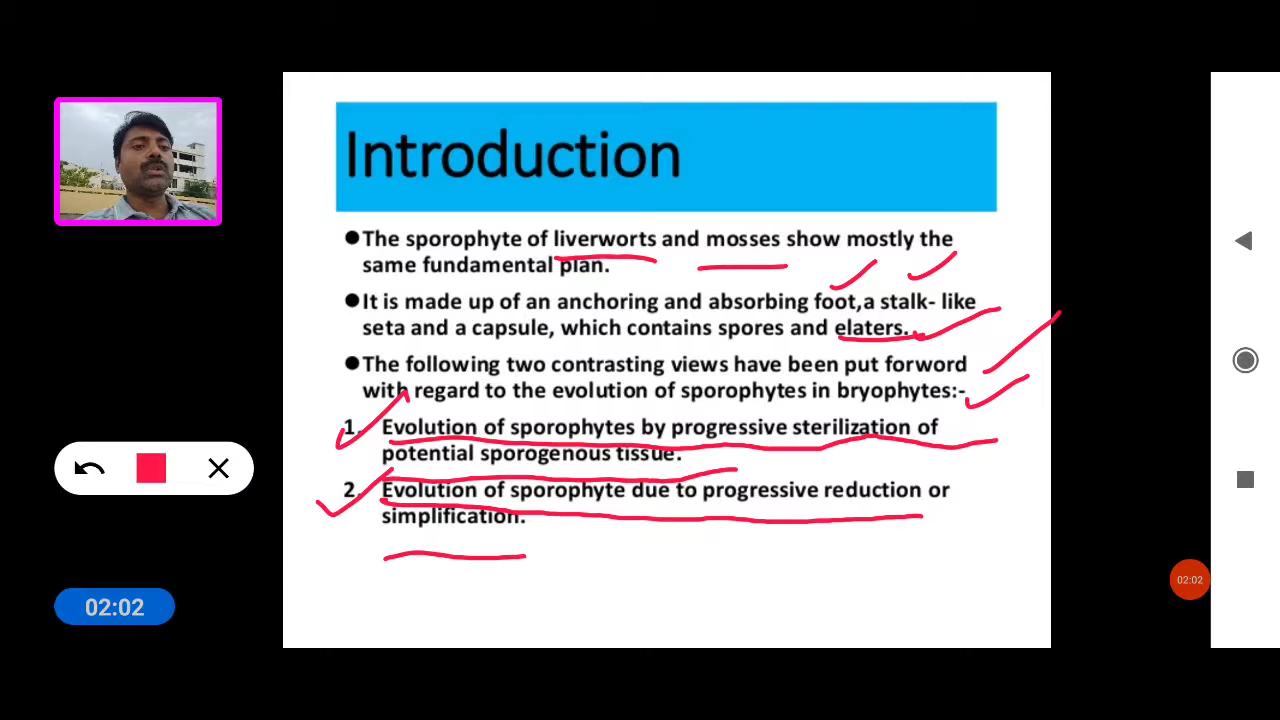 Introduction
●The sporophyte of liverworts and mosses show mostly the
same fundamental plan.
●It is made up of an anchoring and absorbing foot,a stalk- like
seta and a capsule, which contains spores and elaters.
●The following two contrasting views have been put forword
with regard to the evolution of sporophytes in bryophytes:-
1. Evolution of sporophytes by progressive sterilization of
potential sporogenous tissue.
2. Evolution of sporophyte due to progressive reduction or
simplification.
02:02
02:02